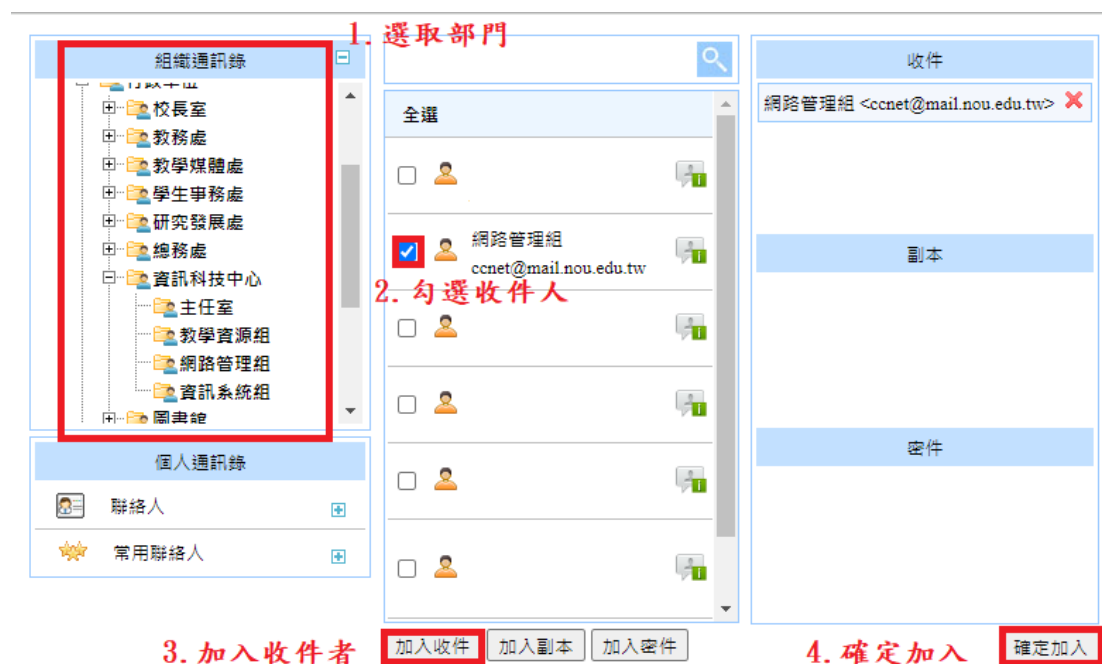 1.選取部門
組織通訊錄
行政單位
校長室
教務處
教學媒體處
學生事務處
研究發展處
總務處
資訊科技中心
主任室
教學資源組
網路管理組
資訊系統組
圖書館
個人通訊錄
聯絡人
常用聯絡人
全選
網路管理組
ccnet@mail.nou.edu.tw
2.勾選收件人
收件
網路管理組 <ccnet@mail.nou.edu.tw>
副本
密件
3.加入收件者
加入收件
加入副本
加入密件
4.確定加入
確定加入